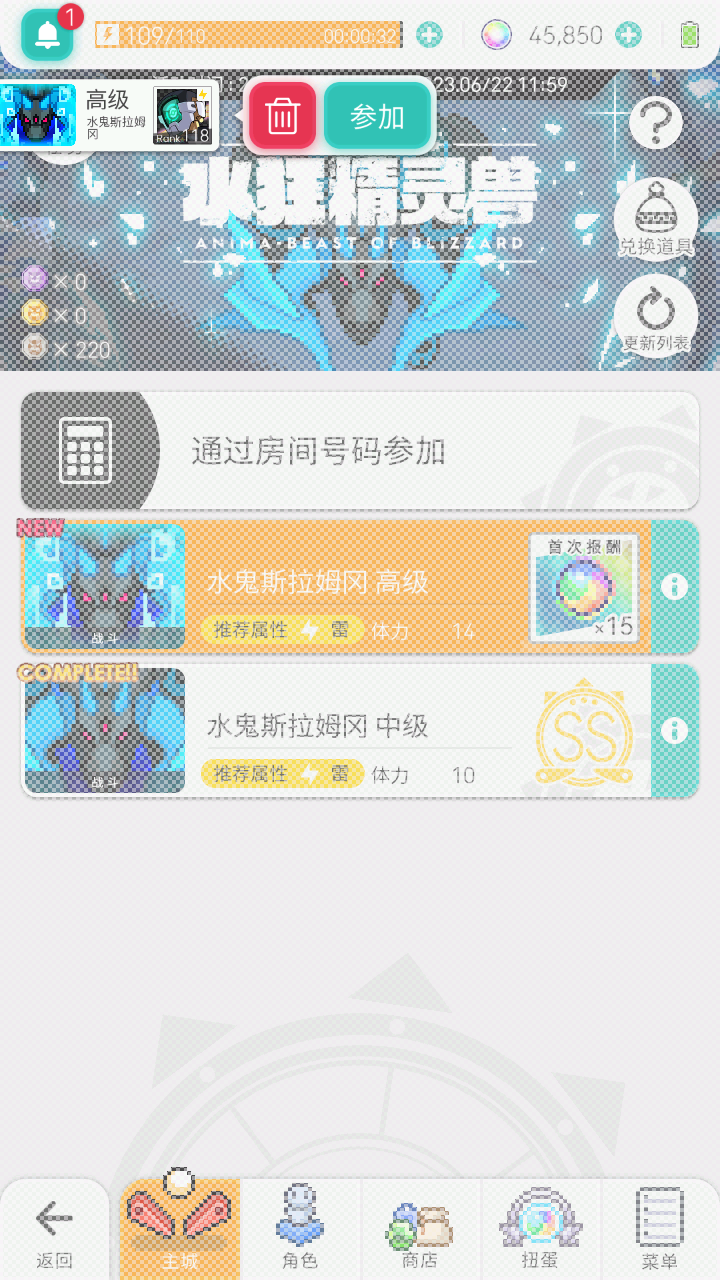 1
109/110
00:00:32
45,850
高级
水鬼斯拉姆冈
Rank 118
参加
23.06/22 11:59
水狂精灵兽
ANIMA・BEAST OF BLIZZARD
兑换道具
更新列表
×0
×0
×220
通过房间号码参加
NEW
水鬼斯拉姆冈 高级
首次报酬
×15
战斗
推荐属性 雷 体力 14
COMPLETE!!
水鬼斯拉姆冈 中级
SS
战斗
推荐属性 雷 体力 10
返回
主城
角色
商店
扭蛋
菜单